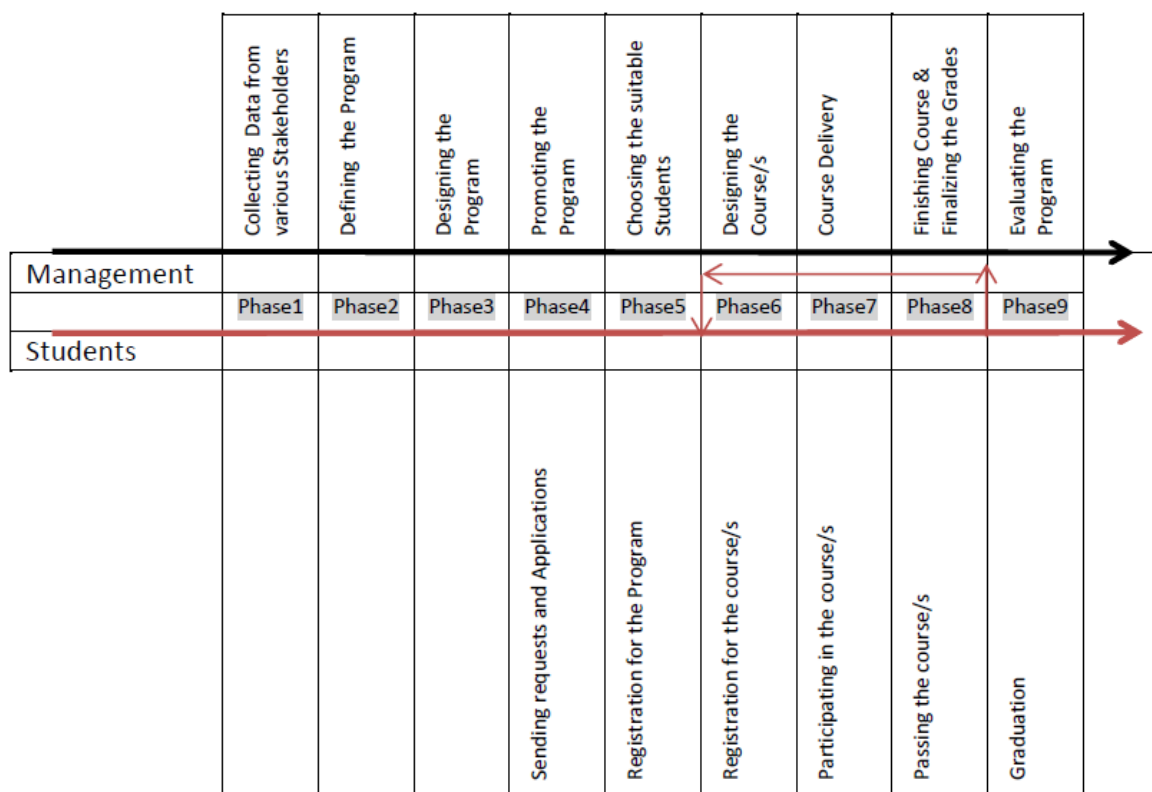 Collecting Data from
various Stakeholders
Defining the Program
Designing the
Program
Promoting the
Program
Choosing the suitable
Students
Designing the
Course/s
Course Delivery
Finishing Course &
Finalizing the Grades
Evaluating the
Program
Management
Phase1
Phase2
Phase3
Phase4
Phase5
Phase6
Phase7
Phase8
Phase9
Students
Sending requests and Applications
Registration for the Program
Registration for the course/s
Participating in the course/s
Passing the course/s
Graduation